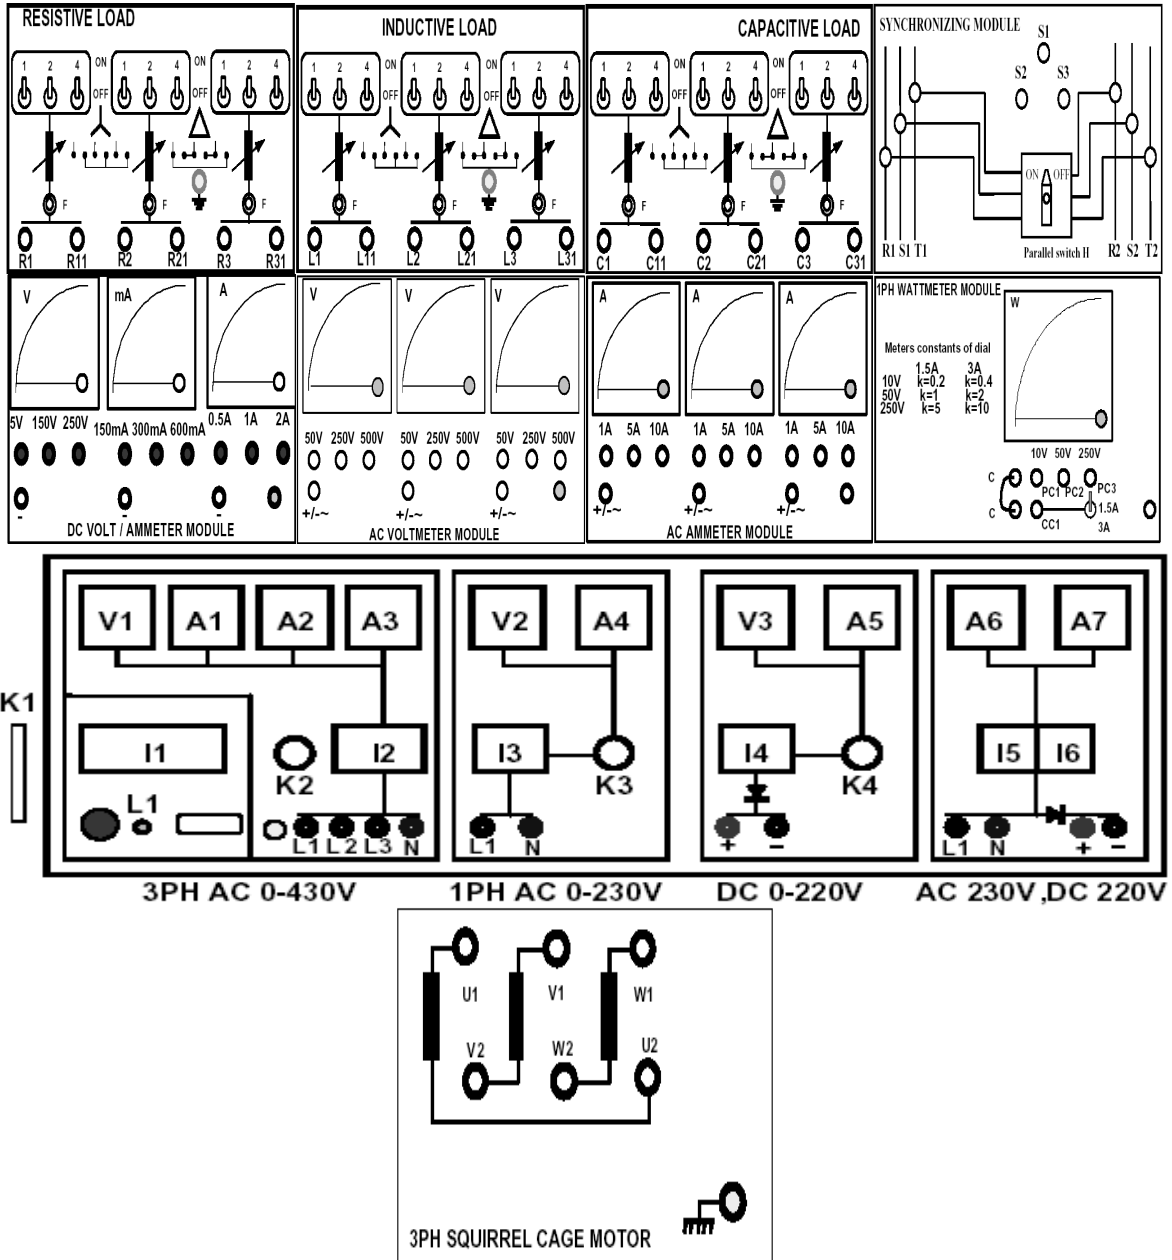 RESISTIVE LOAD
1 2 4 ON 1 2 4 ON 1 2 4
OFF OFF
F F F
R1 R11 R2 R21 R3 R31
INDUCTIVE LOAD
1 2 4 ON 1 2 4 ON 1 2 4
OFF OFF
F F F
L1 L11 L2 L21 L3 L31
CAPACITIVE LOAD
1 2 4 ON 1 2 4 ON 1 2 4
OFF OFF
F F F
C1 C11 C2 C21 C3 C31
SYNCHRONIZING MODULE
S1
S2 S3
ON OFF
R1 S1 T1 Parallel switch H R2 S2 T2
V mA A
5V 150V 250V 150mA 300mA 600mA 0.5A 1A 2A
- -
DC VOLT / AMMETER MODULE
V V V
50V 250V 500V 50V 250V 500V 50V 250V 500V
+/-~ +/-~ +/-~
AC VOLTMETER MODULE
A A A
1A 5A 10A 1A 5A 10A 1A 5A 10A
+/-~ +/-~
AC AMMETER MODULE
1PH WATTMETER MODULE
W
Meters constants of dial
1.5A 3A
10V k=0.2 k=0.4
50V k=1 k=2
250V k=5 k=10
10V 50V 250V
C PC1 PC2 PC3
C CC1 1.5A
3A
V1 A1 A2 A3 V2 A4 V3 A5 A6 A7
K1
I1 I2 I3 I4 I5 I6
K2 K3 K4
L1
L1 L2 L3 N L1 N + - L1 N + -
3PH AC 0-430V 1PH AC 0-230V DC 0-220V AC 230V ,DC 220V
U1 V1 W1
V2 W2 U2
3PH SQUIRREL CAGE MOTOR